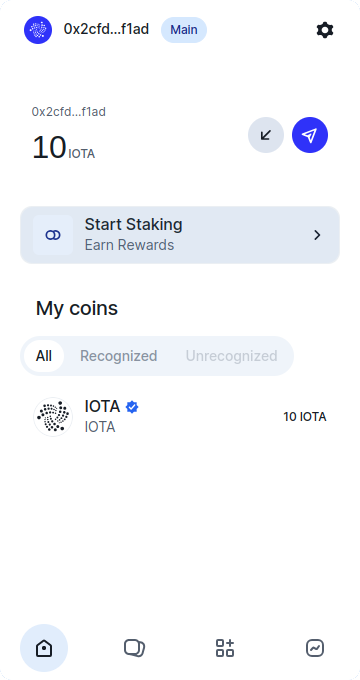 0x2cfd...f1ad Main
0x2cfd...f1ad
10 IOTA
Start Staking
Earn Rewards
My coins
All Recognized Unrecognized
IOTA
IOTA
10 IOTA